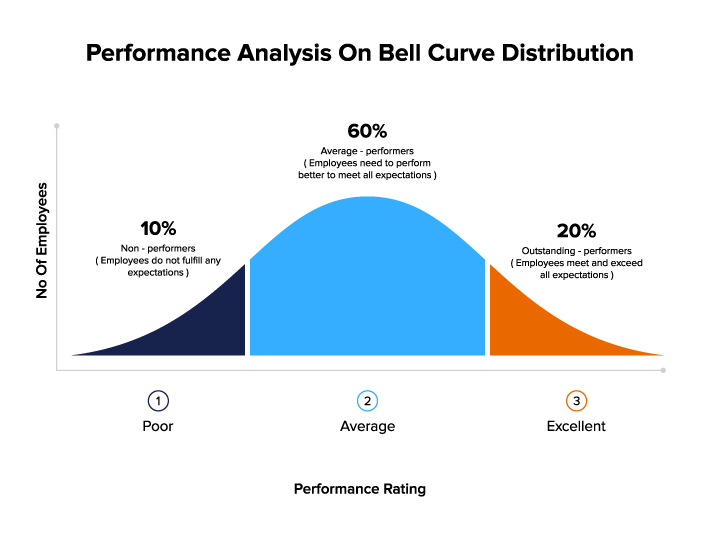 Performance Analysis On Bell Curve Distribution
60%
Average - performers
( Employees need to perform
better to meet all expectations )
10%
Non - performers
( Employees do not fulfill any
expectations )
20%
Outstanding - performers
( Employees meet and exceed
all expectations )
No Of Employees
1
2
3
Poor
Average
Excellent
Performance Rating